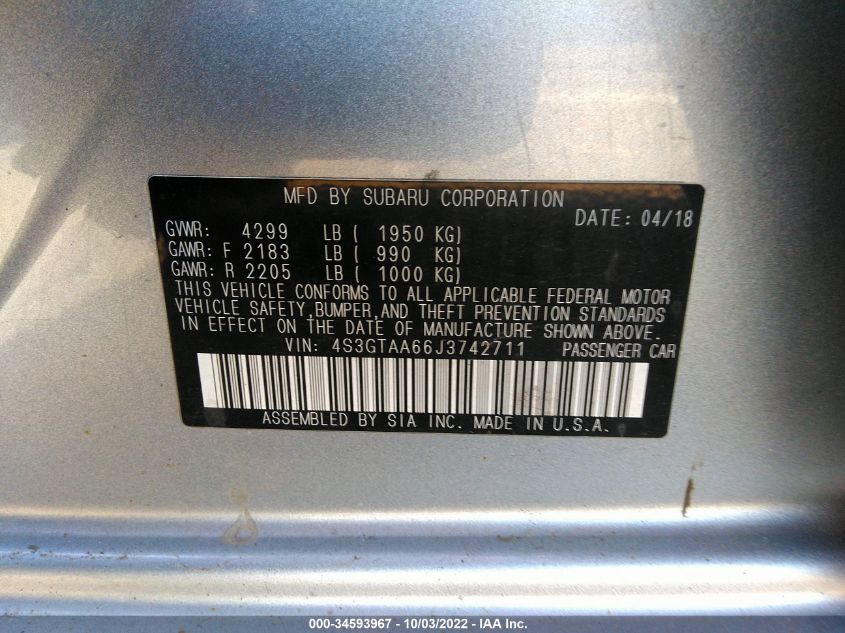 MFD BY SUBARU CORPORATION
DATE: 04/18
GVWR: 4299 LB ( 1950 KG)
GAWR: F 2183 LB ( 990 KG)
GAWR: R 2205 LB ( 1000 KG)
THIS VEHICLE CONFORMS TO ALL APPLICABLE FEDERAL MOTOR
VEHICLE SAFETY,BUMPER,AND THEFT PREVENTION STANDARDS
IN EFFECT ON THE DATE OF MANUFACTURE SHOWN ABOVE.
VIN: 4S3GTAA66J3742711 PASSENGER CAR
ASSEMBLED BY SIA INC. MADE IN U.S.A.
000-34593967 - 10/03/2022 - IAA Inc.